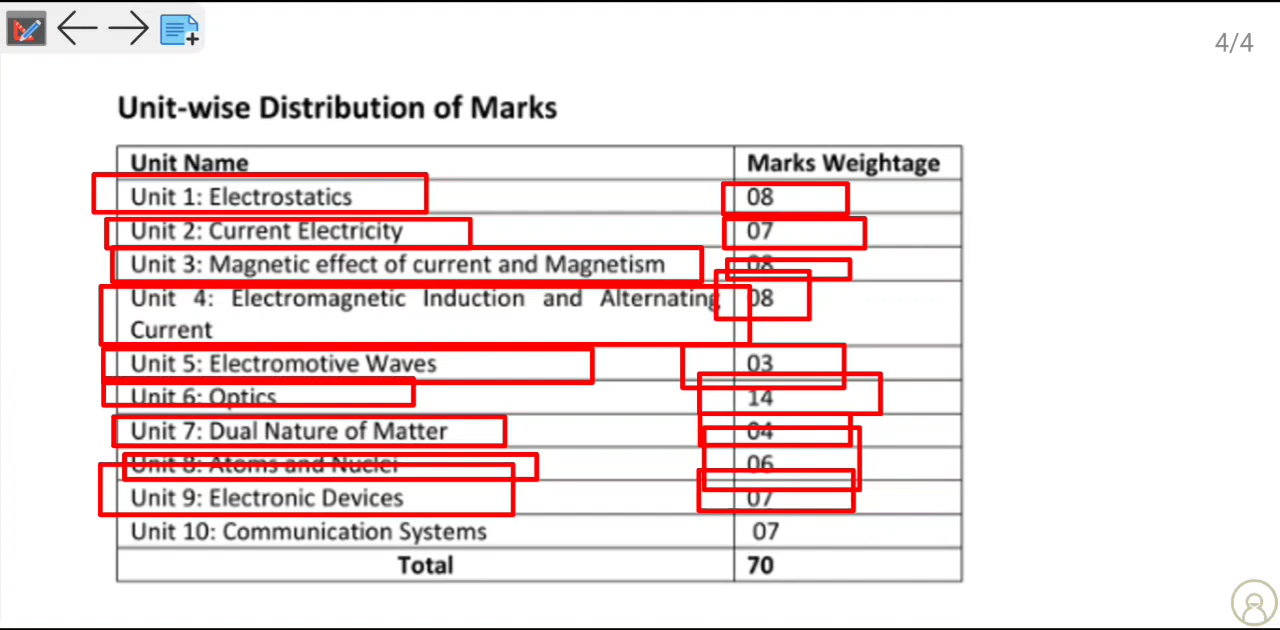 4/4
Unit-wise Distribution of Marks
Unit Name Marks Weightage
Unit 1: Electrostatics 08
Unit 2: Current Electricity 07
Unit 3: Magnetic effect of current and Magnetism 08
Unit 4: Electromagnetic Induction and Alternating 08
Current
Unit 5: Electromotive Waves 03
Unit 6: Optics 14
Unit 7: Dual Nature of Matter 04
Unit 8: Atoms and Nuclei 06
Unit 9: Electronic Devices 07
Unit 10: Communication Systems 07
Total 70